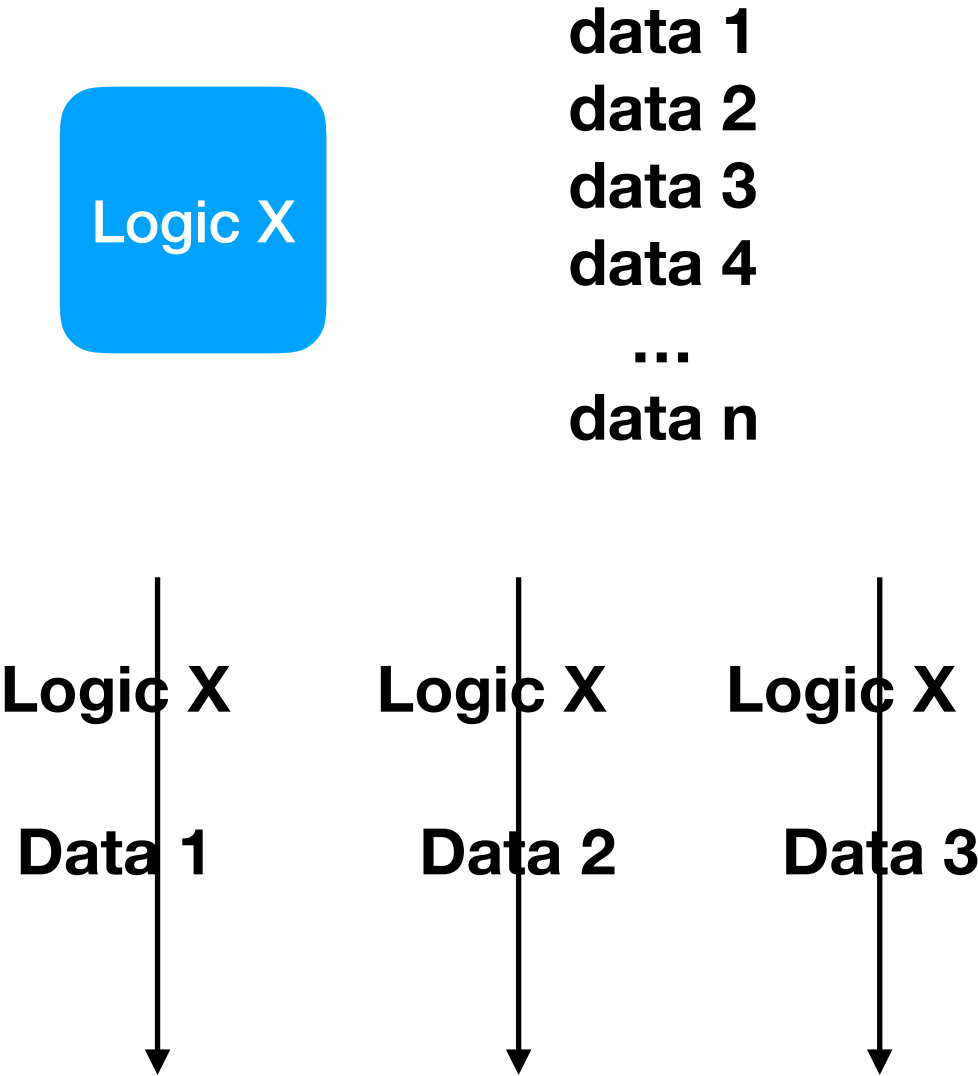 data 1
data 2
data 3
data 4
...
data n
Logic X
Logic X
Logic X
Logic X
Data 1
Data 2
Data 3